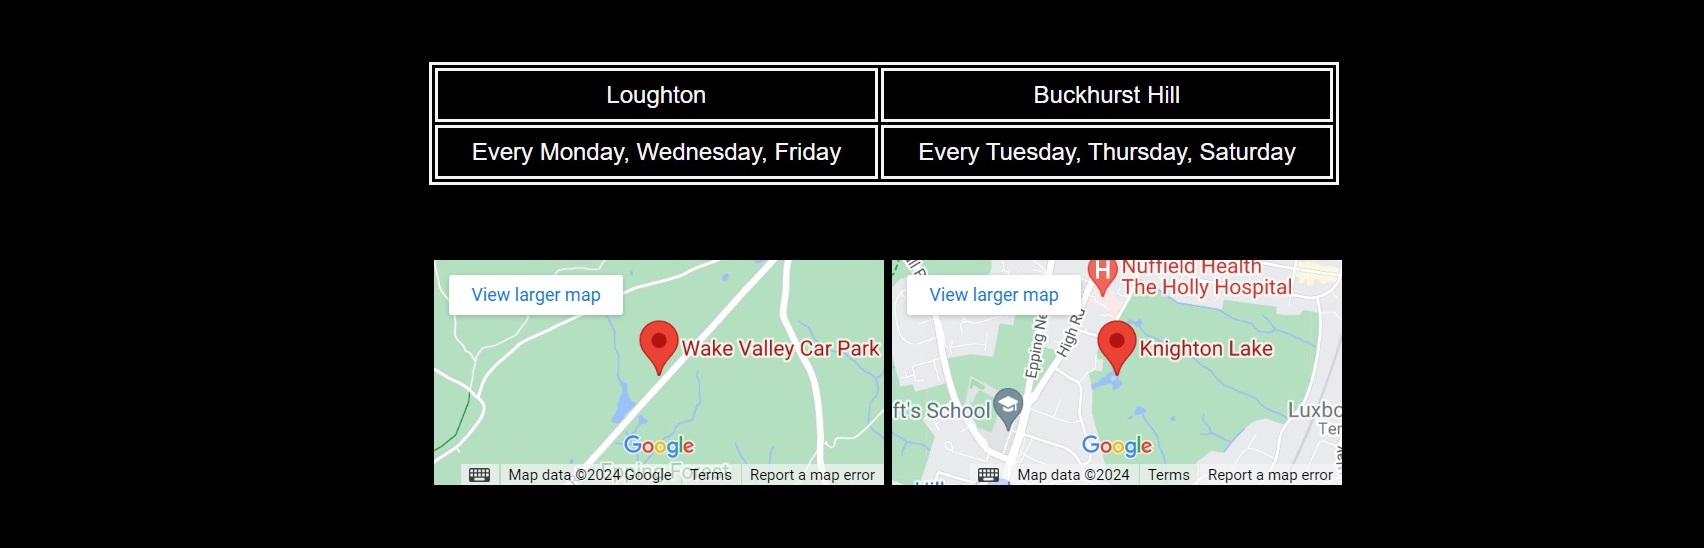 Loughton
Buckhurst Hill
Every Monday, Wednesday, Friday
Every Tuesday, Thursday, Saturday
View larger map
Wake Valley Car Park
Google
Epping Forest
Map data ©2024 Google
Terms
Report a map error
View larger map
Nuffield Health
The Holly Hospital
Epping Ne
High Rd
Knighton Lake
ft's School
Luxbo
Ter
Google
Map data ©2024
Terms
Report a map error